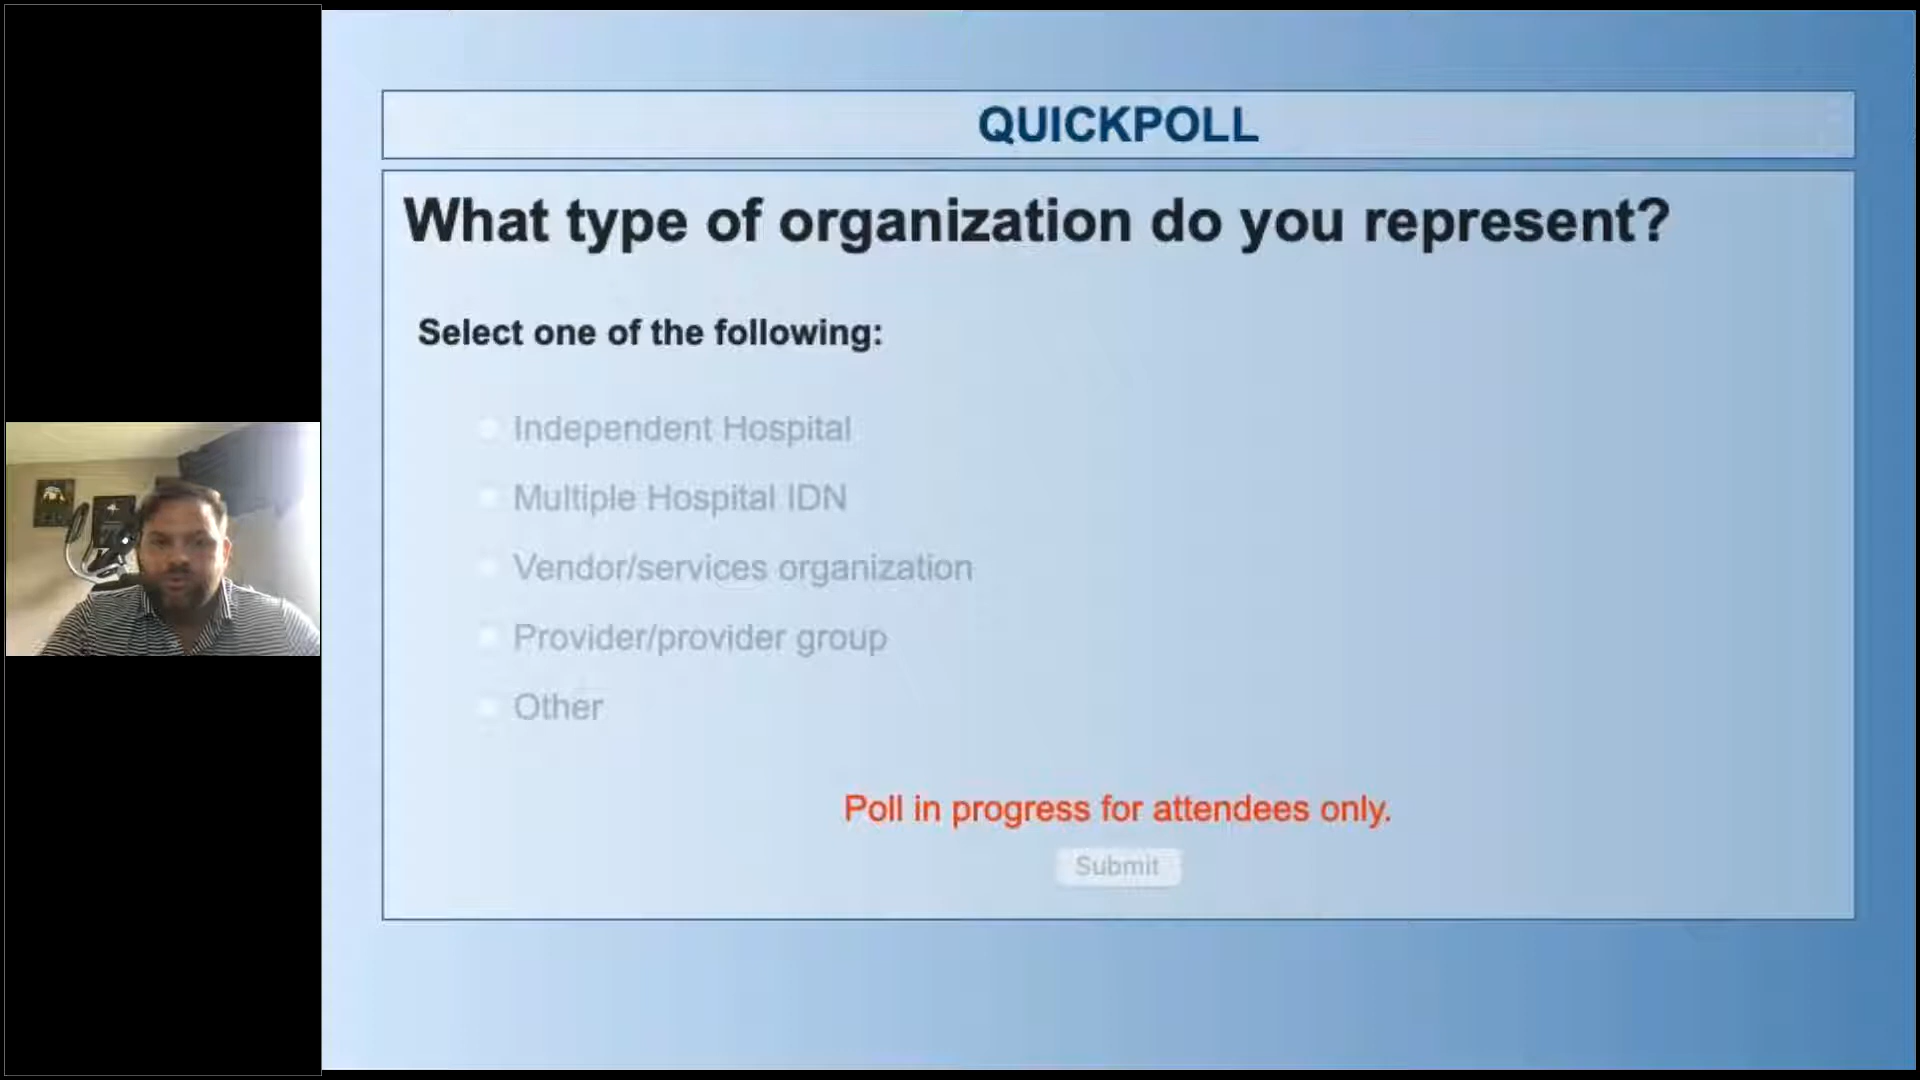 QUICKPOLL
What type of organization do you represent?
Select one of the following:
Independent Hospital
Multiple Hospital IDN
Vendor/services organization
Provider/provider group
Other
Poll in progress for attendees only.
Submit